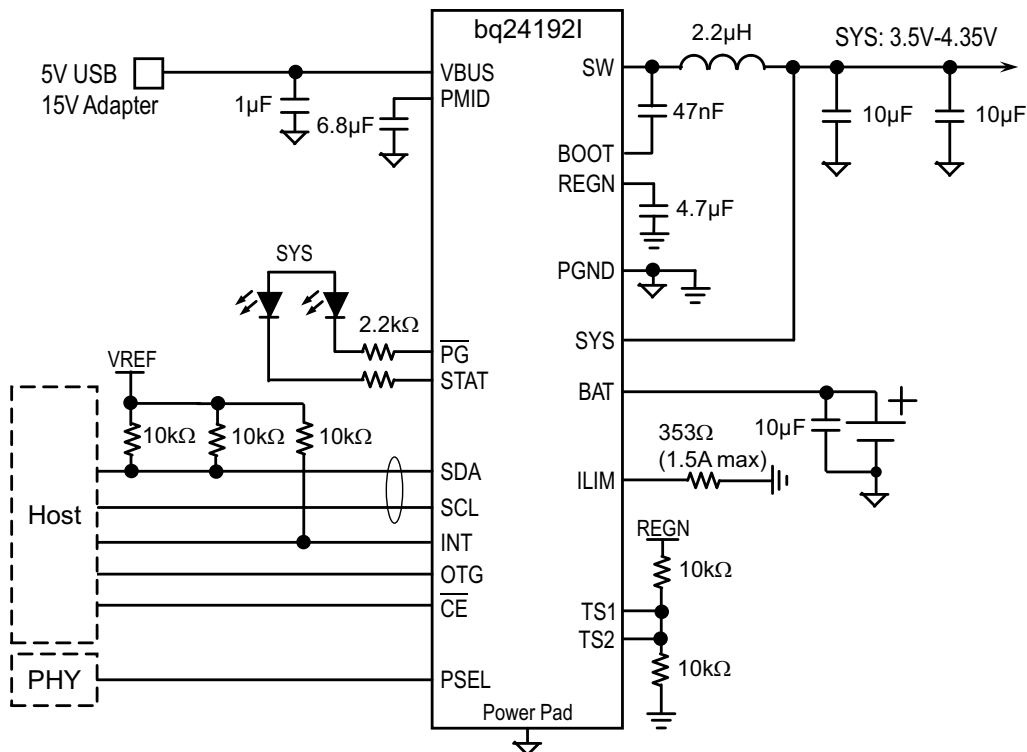 bq24192I
5V USB
15V Adapter
1µF
6.8µF
VBUS
PMID
SW
2.2µH
SYS: 3.5V-4.35V
47nF
10µF
10µF
BOOT
REGN
4.7µF
PGND
SYS
SYS
2.2kΩ
PG
STAT
BAT
10µF
+
VREF
10kΩ
10kΩ
10kΩ
353Ω
(1.5A max)
ILIM
Host
SDA
SCL
INT
OTG
CE
REGN
10kΩ
TS1
TS2
10kΩ
PHY
PSEL
Power Pad